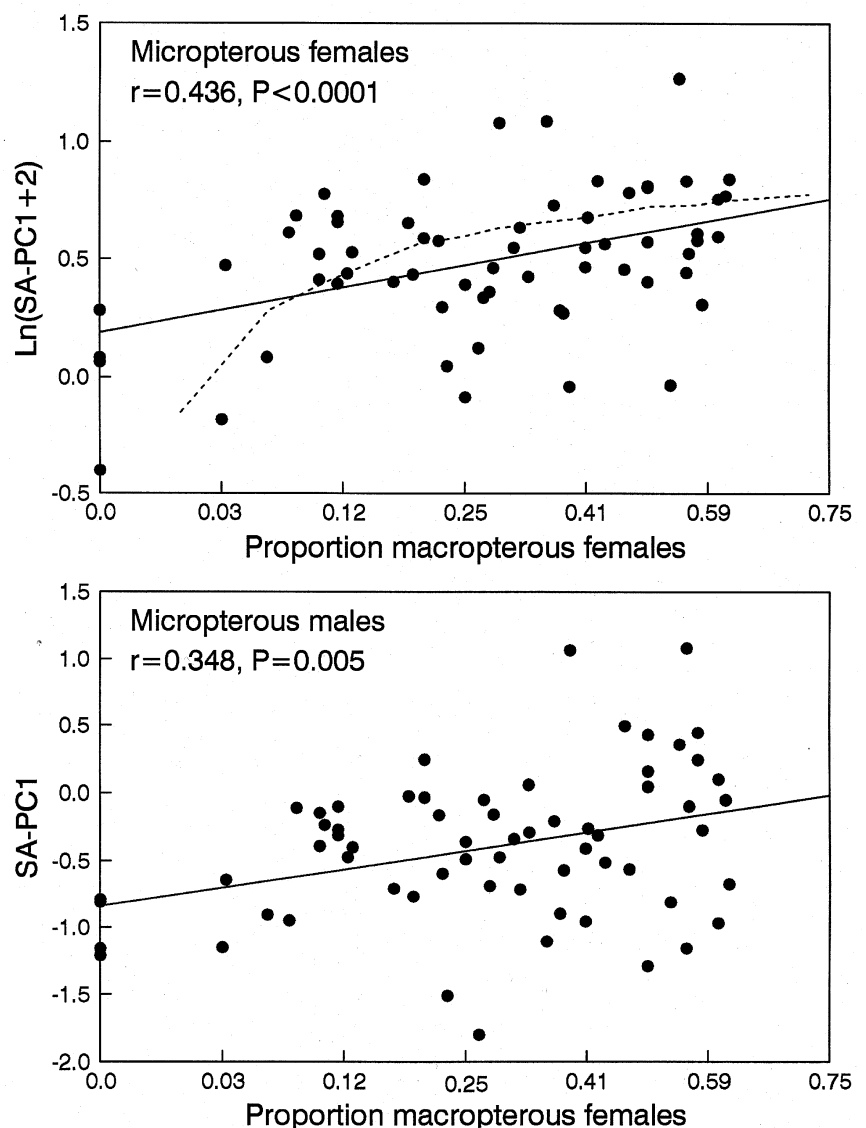 1.5
Micropterous females
r=0.436, P<0.0001
1.0
0.5
0.0
-0.5
Ln(SA-PC1+2)
0.0 0.03 0.12 0.25 0.41 0.59 0.75
Proportion macropterous females
1.5
Micropterous males
r=0.348, P=0.005
1.0
0.5
0.0
-0.5
-1.0
-1.5
-2.0
SA-PC1
0.0 0.03 0.12 0.25 0.41 0.59 0.75
Proportion macropterous females